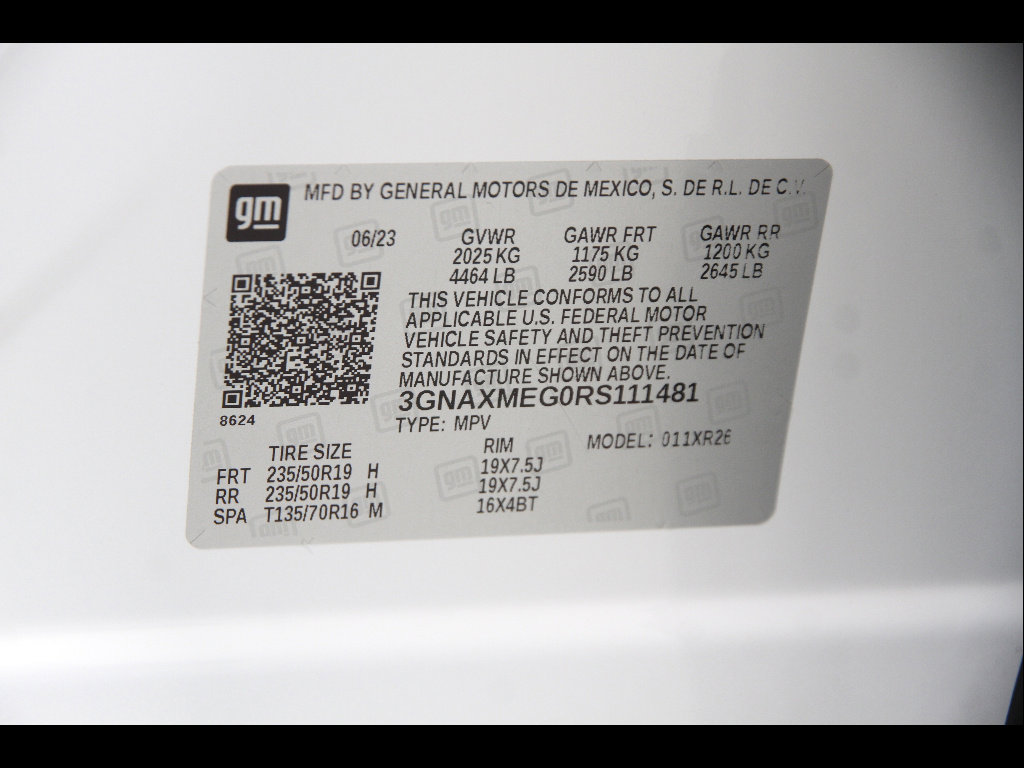 gm MFD BY GENERAL MOTORS DE MEXICO, S. DE R.L. DE C.V.
06/23 GVWR GAWR FRT GAWR RR
2025 KG 1175 KG 1200 KG
4464 LB 2590 LB 2645 LB
THIS VEHICLE CONFORMS TO ALL
APPLICABLE U.S. FEDERAL MOTOR
VEHICLE SAFETY AND THEFT PREVENTION
STANDARDS IN EFFECT ON THE DATE OF
MANUFACTURE SHOWN ABOVE.
3GNAXMEG0RS111481
8624
TYPE: MPV
MODEL: 011XR26
TIRE SIZE RIM
FRT 235/50R19 H 19X7.5J
RR 235/50R19 H 19X7.5J
SPA T135/70R16 M 16X4BT